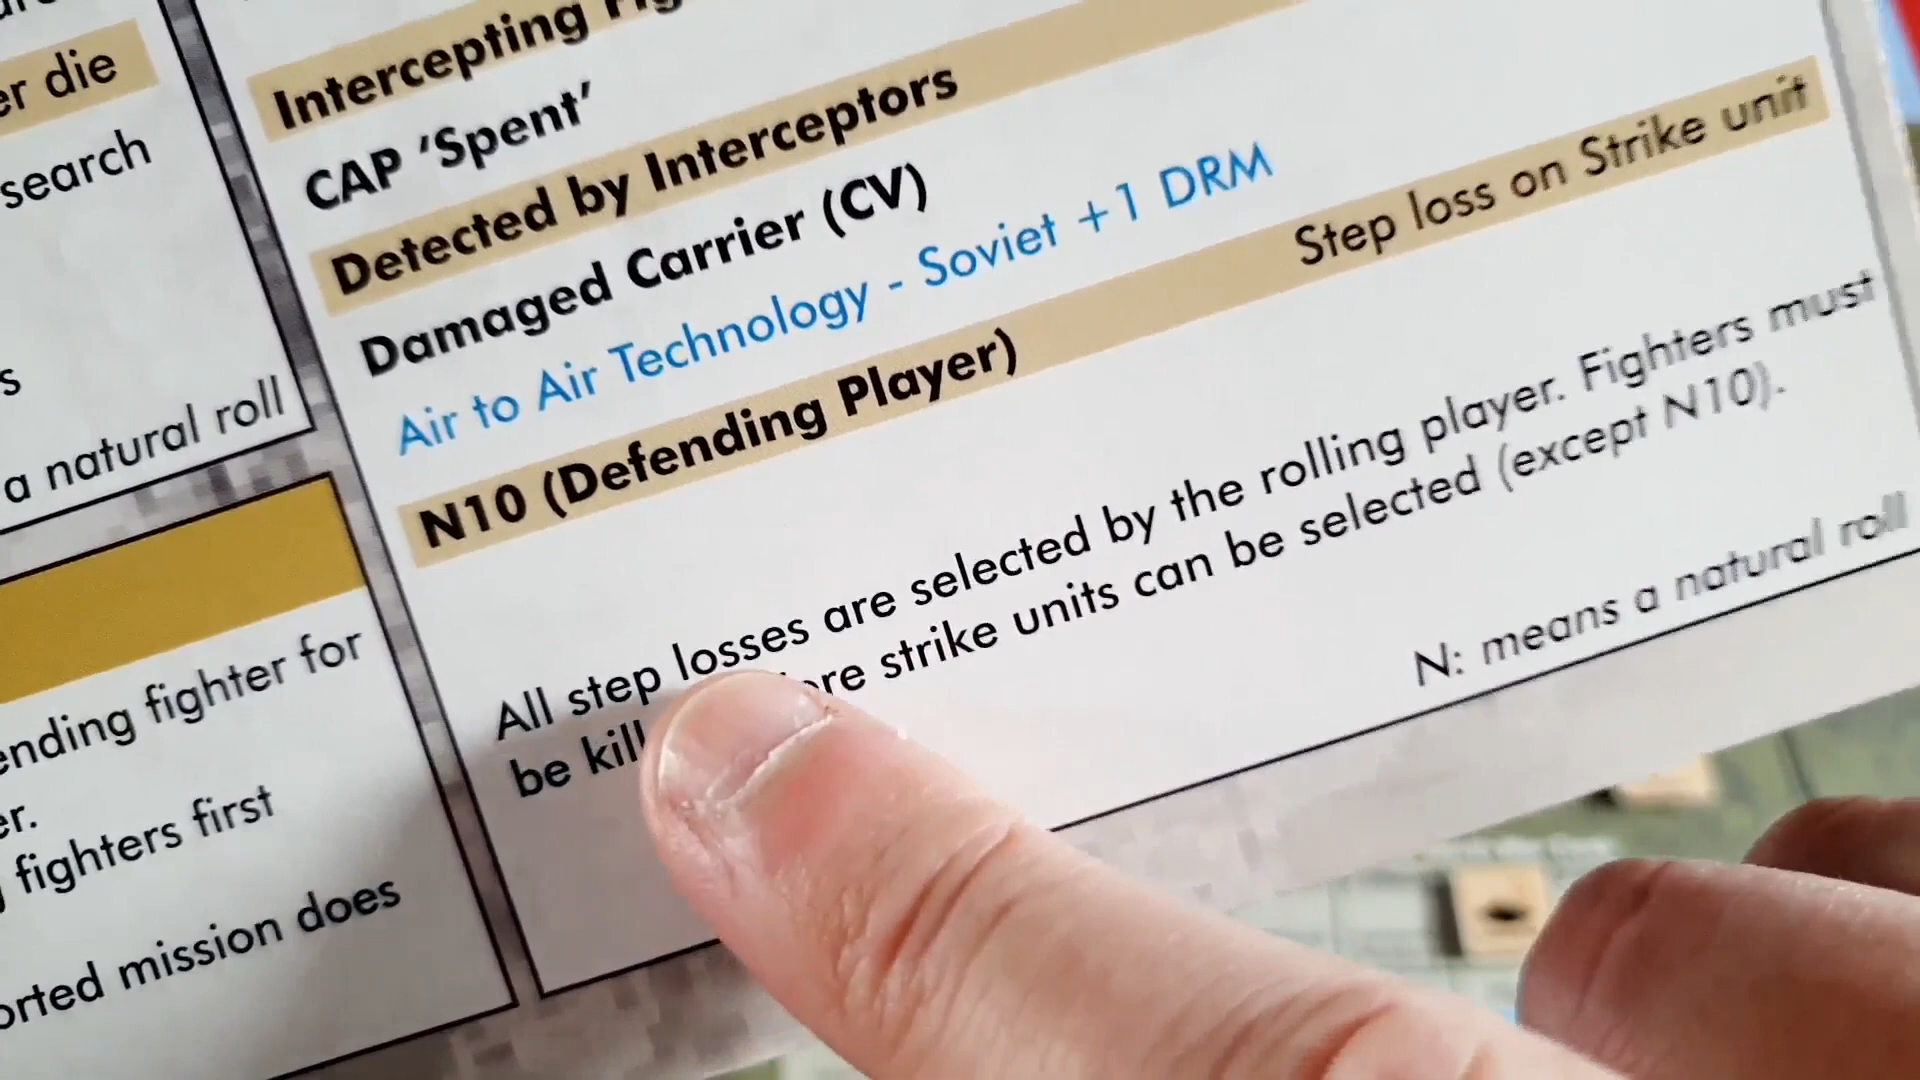 er die
search
s
a natural roll
ending fighter for
er.
fighters first
orted mission does
Intercepting
CAP 'Spent'
Detected by Interceptors
Damaged Carrier (CV)
Air to Air Technology - Soviet +1 DRM
N10 (Defending Player) Step loss on Strike unit
All step losses are selected by the rolling player. Fighters must
be kill ore strike units can be selected (except N10).
N: means a natural roll